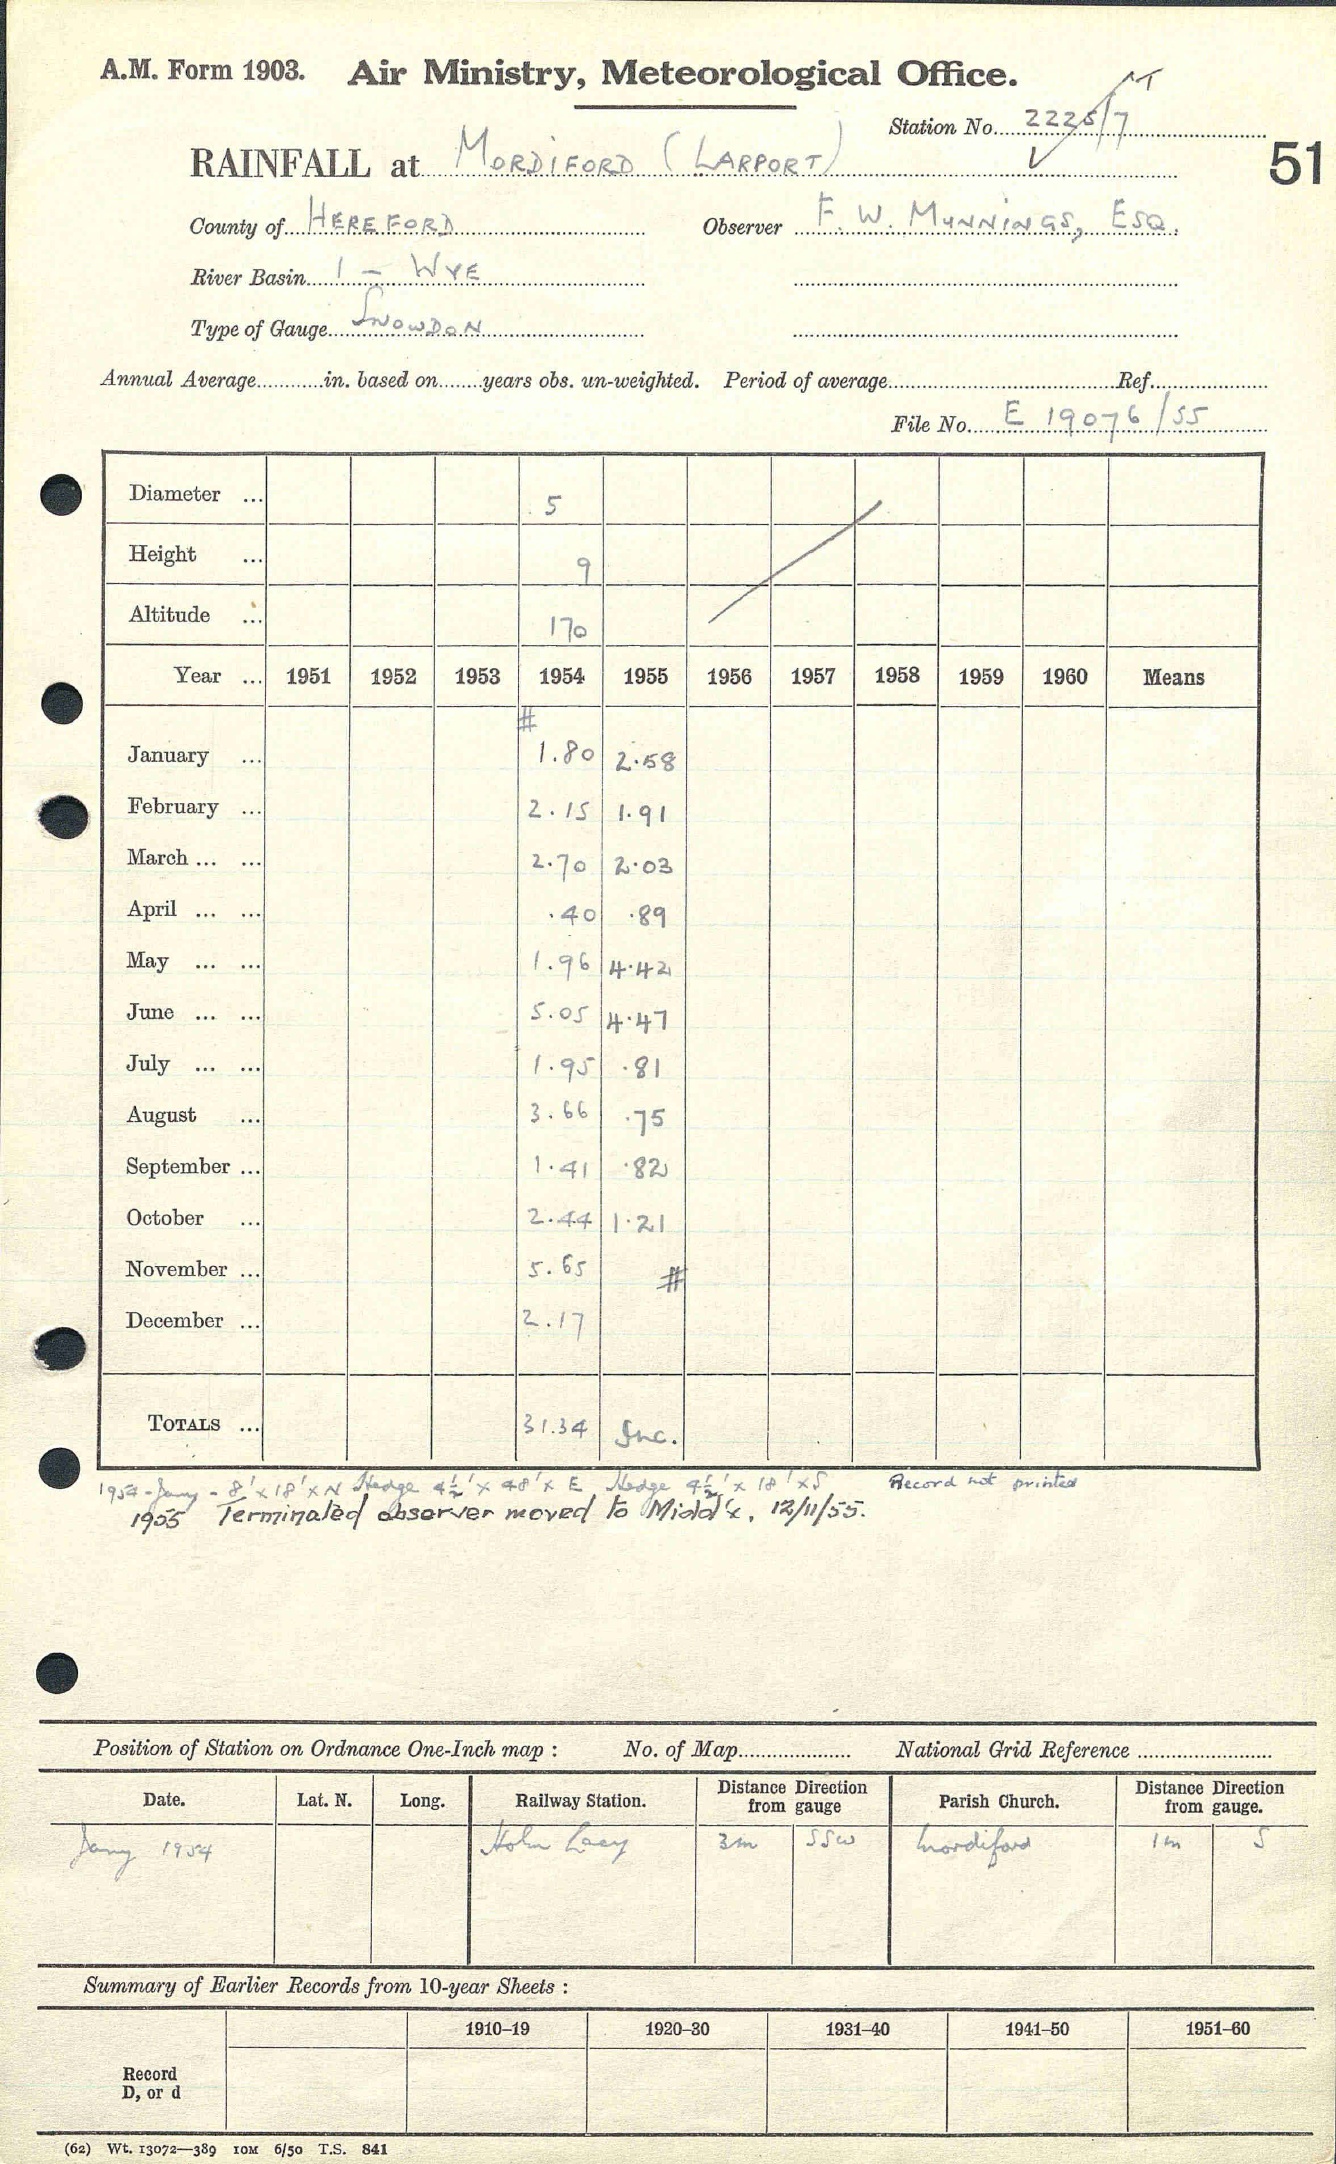 A.M. Form 1903. Air Ministry, Meteorological Office.
Station No. 2225/7
RAINFALL at MORDIFORD (LARPORT)
51
County of HEREFORD Observer F. W. MUNNINGS, ESQ.
River Basin 1 - WYE
Type of Gauge SNOWDON
Annual Average in. based on years obs. un-weighted. Period of average Ref.
File No. E 19076/55
Diameter ... 5
Height ... 9
Altitude ... 170
Year ... 1951 1952 1953 1954 1955 1956 1957 1958 1959 1960 Means
#
January ... 1.80 2.58
February ... 2.15 1.91
March ... ... 2.70 2.03
April ... ... .40 .89
May ... ... 1.96 4.42
June ... ... 5.05 4.47
July ... ... 1.95 .81
August ... 3.66 .75
September ... 1.41 .82
October ... 2.44 1.21
November ... 5.65 #
December ... 2.17
TOTALS ... 31.34 Inc.
1954 - Jany - 8' x 18' x N Hedge 4½' x 48' x E Hedge 4½' x 18' x S Record not printed
1955 Terminated observer moved to Midd'x. 12/11/55.
Position of Station on Ordnance One-Inch map : No. of Map National Grid Reference
Date. Lat. N. Long. Railway Station. Distance Direction from gauge Parish Church. Distance Direction from gauge.
Jany 1954 Holm Lacy 3m SSW Mordiford 1m S
Summary of Earlier Records from 10-year Sheets :
1910–19 1920–30 1931–40 1941–50 1951–60
Record
D, or d
(62) Wt. 13072—389 10M 6/50 T.S. 841